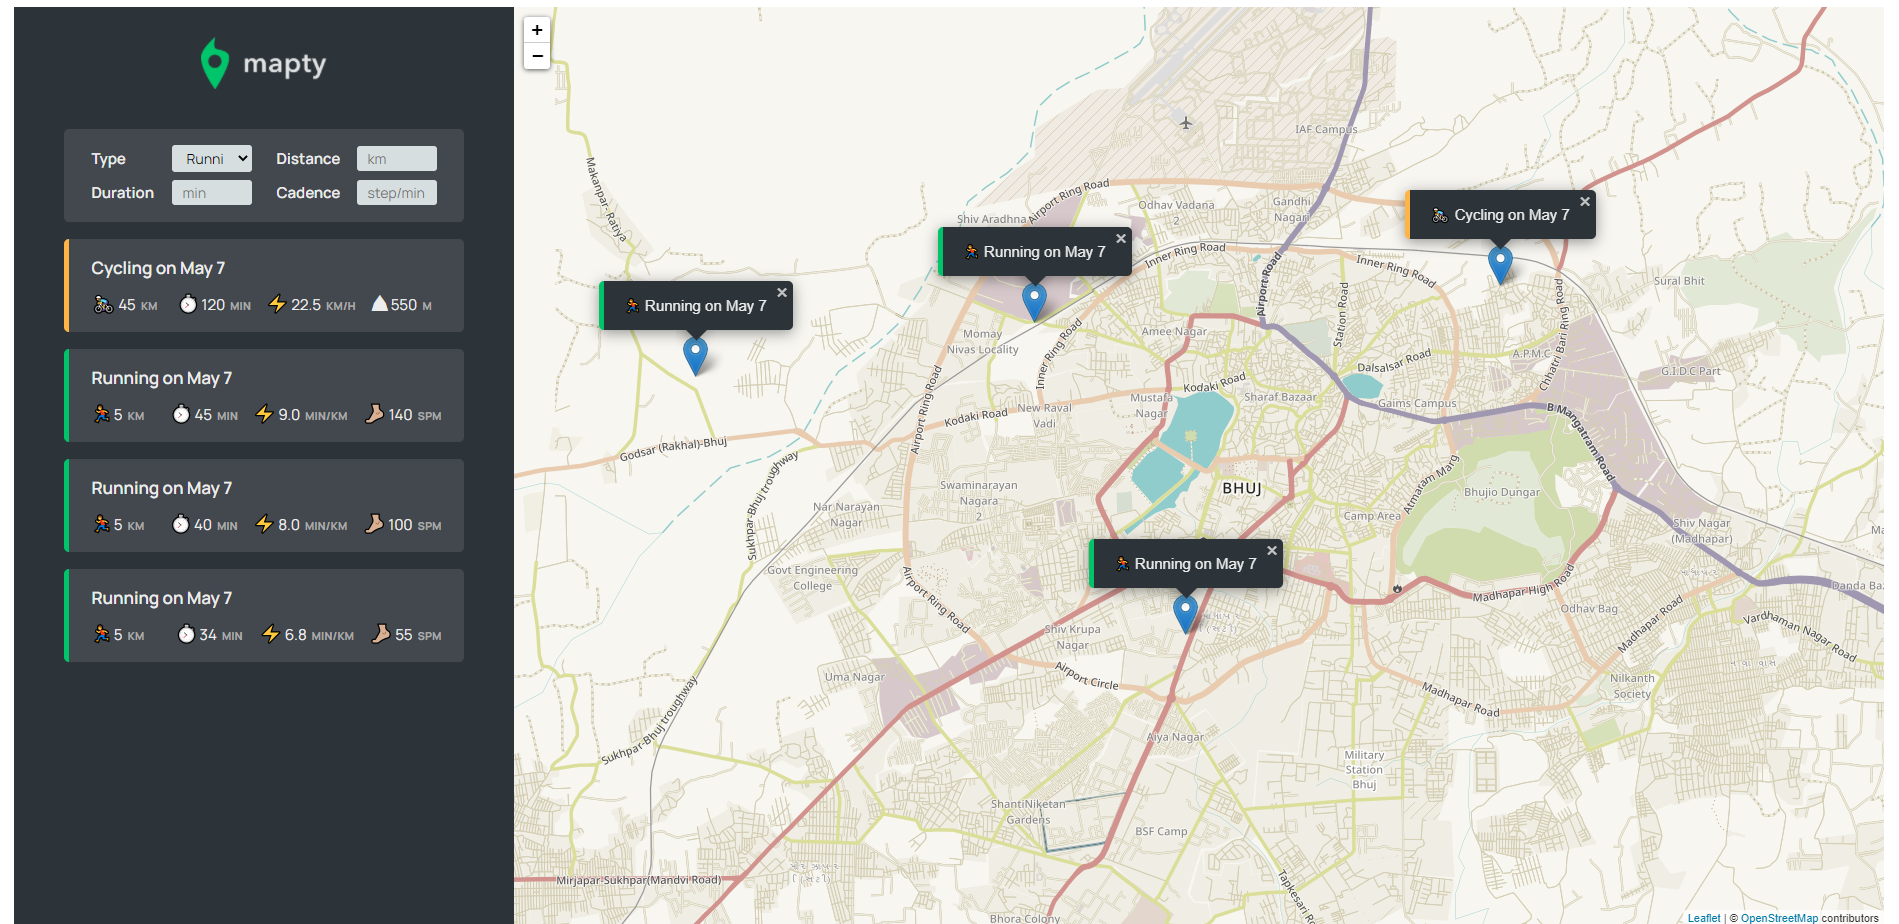 mapty
Type
Runni
Distance
km
Duration
min
Cadence
step/min
Cycling on May 7
45 KM
120 MIN
22.5 KM/H
550 M
Running on May 7
5 KM
45 MIN
9.0 MIN/KM
140 SPM
Running on May 7
5 KM
40 MIN
8.0 MIN/KM
100 SPM
Running on May 7
5 KM
34 MIN
6.8 MIN/KM
55 SPM
+
−
IAF Campus
Makanpar- Ratiya
Airport Ring Road
Odhav Vadana
2
Gandhi
Nagari
Shiv Aradhna
Cycling on May 7
×
Running on May 7
×
Running on May 7
×
Inner Ring Road
Airport Road
Inner Ring Road
Station Road
Chhatri Bari Ring Road
Sural Bhit
Momay
Nivas Locality
Inner Ring Road
Amee Nagar
Dalsalsar Road
A.P.M.C
G.I.D.C Part
Airport Ring Road
Kodaki Road
Mustafa
Nagar
Sharaf Bazaar
Gaims Campus
Kodaki Road
New Raval
Vadi
B Mangatram Road
Godsar (Rakhal)-Bhuj
Sukhpar-Bhuj troughway
Swaminarayan
Nagara
2
BHUJ
Atmaram Marg
Bhujio Dungar
Nar Narayan
Nagar
Camp Area
Shiv Nagar
(Madhapar)
Running on May 7
×
Govt Engineering
College
Airport Ring Road
Madhapar High Road
Danda Baz
Odhav Bag
Madhapar Road
Vardhaman Nagar Road
Shiv Krupa
Nagar
Uma Nagar
Airport Circle
Nilkanth
Society
Madhapar Road
Sukhpar-Bhuj troughway
Aiya Nagar
Military
Station
Bhuj
ShantiNiketan
Gardens
BSF Camp
Mirjapar-Sukhpar(Mandvi Road)
Tapkesari Road
Bhora Colony
Leaflet | © OpenStreetMap contributors